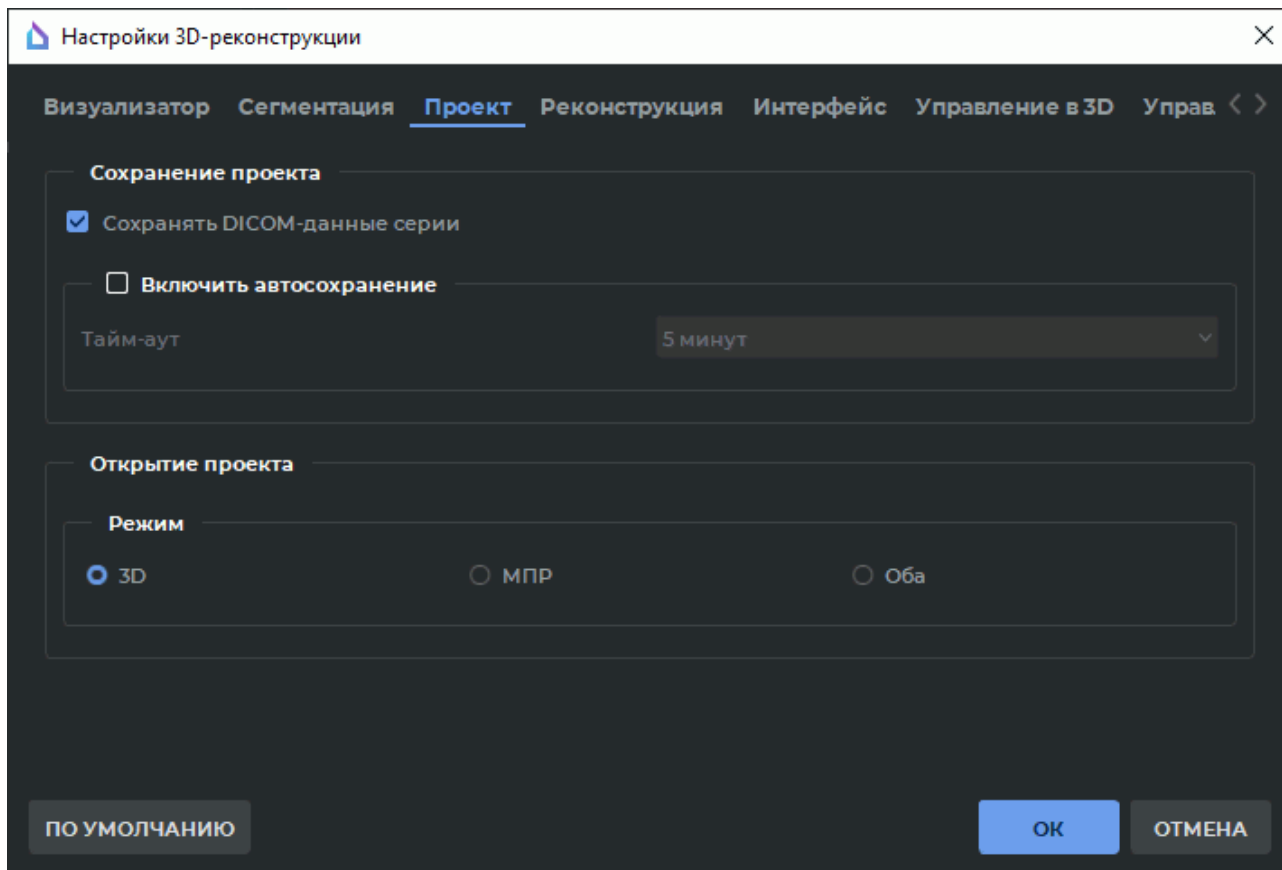 Настройки 3D-реконструкции
Визуализатор Сегментация Проект Реконструкция Интерфейс Управление в 3D Управ.
Сохранение проекта
Сохранять DICOM-данные серии
Включить автосохранение
Тайм-аут 5 минут
Открытие проекта
Режим
3D МПР Оба
ПО УМОЛЧАНИЮ ОК ОТМЕНА